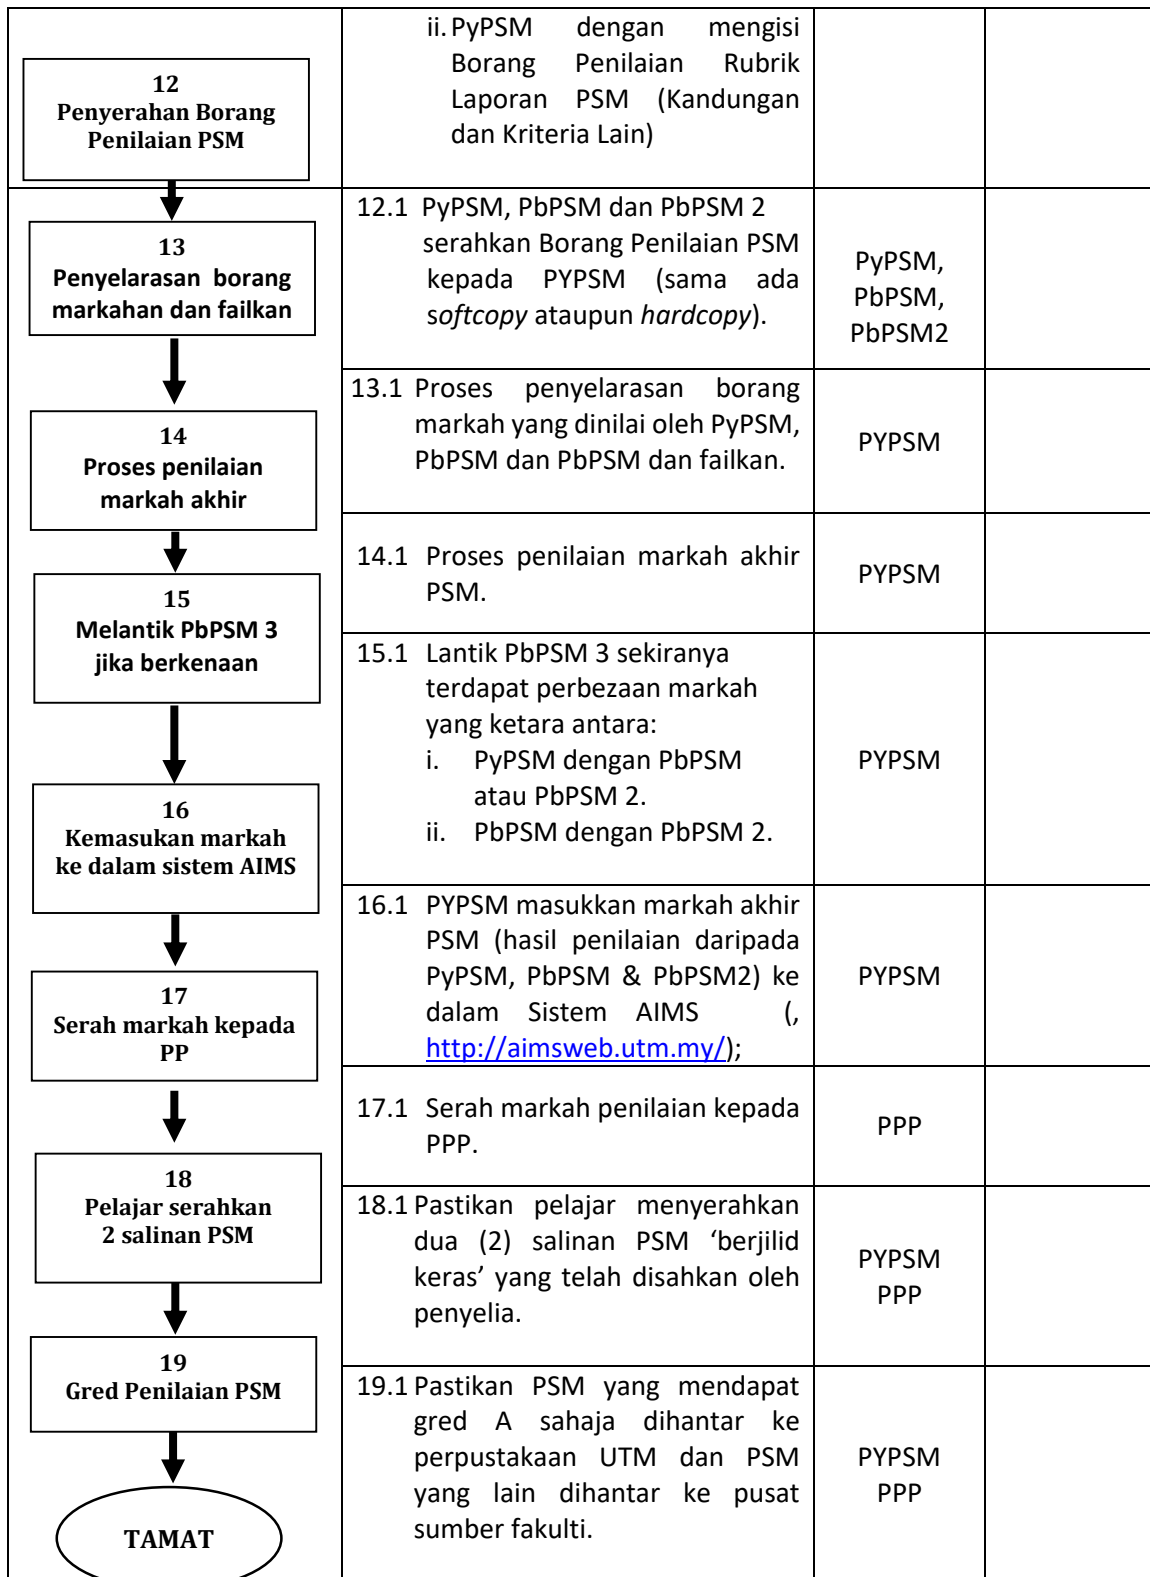 ii. PyPSM dengan mengisi
Borang Penilaian Rubrik
Laporan PSM (Kandungan
dan Kriteria Lain)
12
Penyerahan Borang
Penilaian PSM
13
Penyelarasan borang
markahan dan failkan
12.1 PyPSM, PbPSM dan PbPSM 2
serahkan Borang Penilaian PSM
kepada PYPSM (sama ada
softcopy ataupun hardcopy).
PyPSM,
PbPSM,
PbPSM2
13.1 Proses penyelarasan borang
markah yang dinilai oleh PyPSM,
PbPSM dan PbPSM dan failkan.
PYPSM
14
Proses penilaian
markah akhir
14.1 Proses penilaian markah akhir
PSM.
PYPSM
15
Melantik PbPSM 3
jika berkenaan
15.1 Lantik PbPSM 3 sekiranya
terdapat perbezaan markah
yang ketara antara:
i. PyPSM dengan PbPSM
atau PbPSM 2.
ii. PbPSM dengan PbPSM 2.
PYPSM
16
Kemasukan markah
ke dalam sistem AIMS
16.1 PYPSM masukkan markah akhir
PSM (hasil penilaian daripada
PyPSM, PbPSM & PbPSM2) ke
dalam Sistem AIMS (,
http://aimsweb.utm.my/);
PYPSM
17
Serah markah kepada
PP
17.1 Serah markah penilaian kepada
PPP.
PPP
18
Pelajar serahkan
2 salinan PSM
18.1 Pastikan pelajar menyerahkan
dua (2) salinan PSM ‘berjilid
keras’ yang telah disahkan oleh
penyelia.
PYPSM
PPP
19
Gred Penilaian PSM
19.1 Pastikan PSM yang mendapat
gred A sahaja dihantar ke
perpustakaan UTM dan PSM
yang lain dihantar ke pusat
sumber fakulti.
PYPSM
PPP
TAMAT